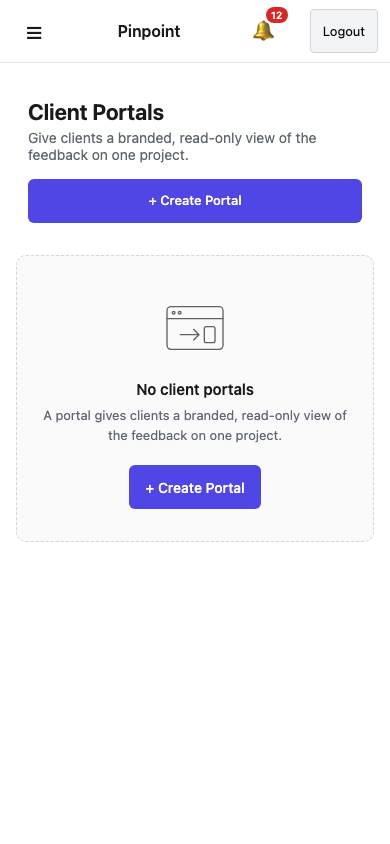 Pinpoint
12
Logout
Client Portals
Give clients a branded, read-only view of the
feedback on one project.
+ Create Portal
No client portals
A portal gives clients a branded, read-only view of
the feedback on one project.
+ Create Portal